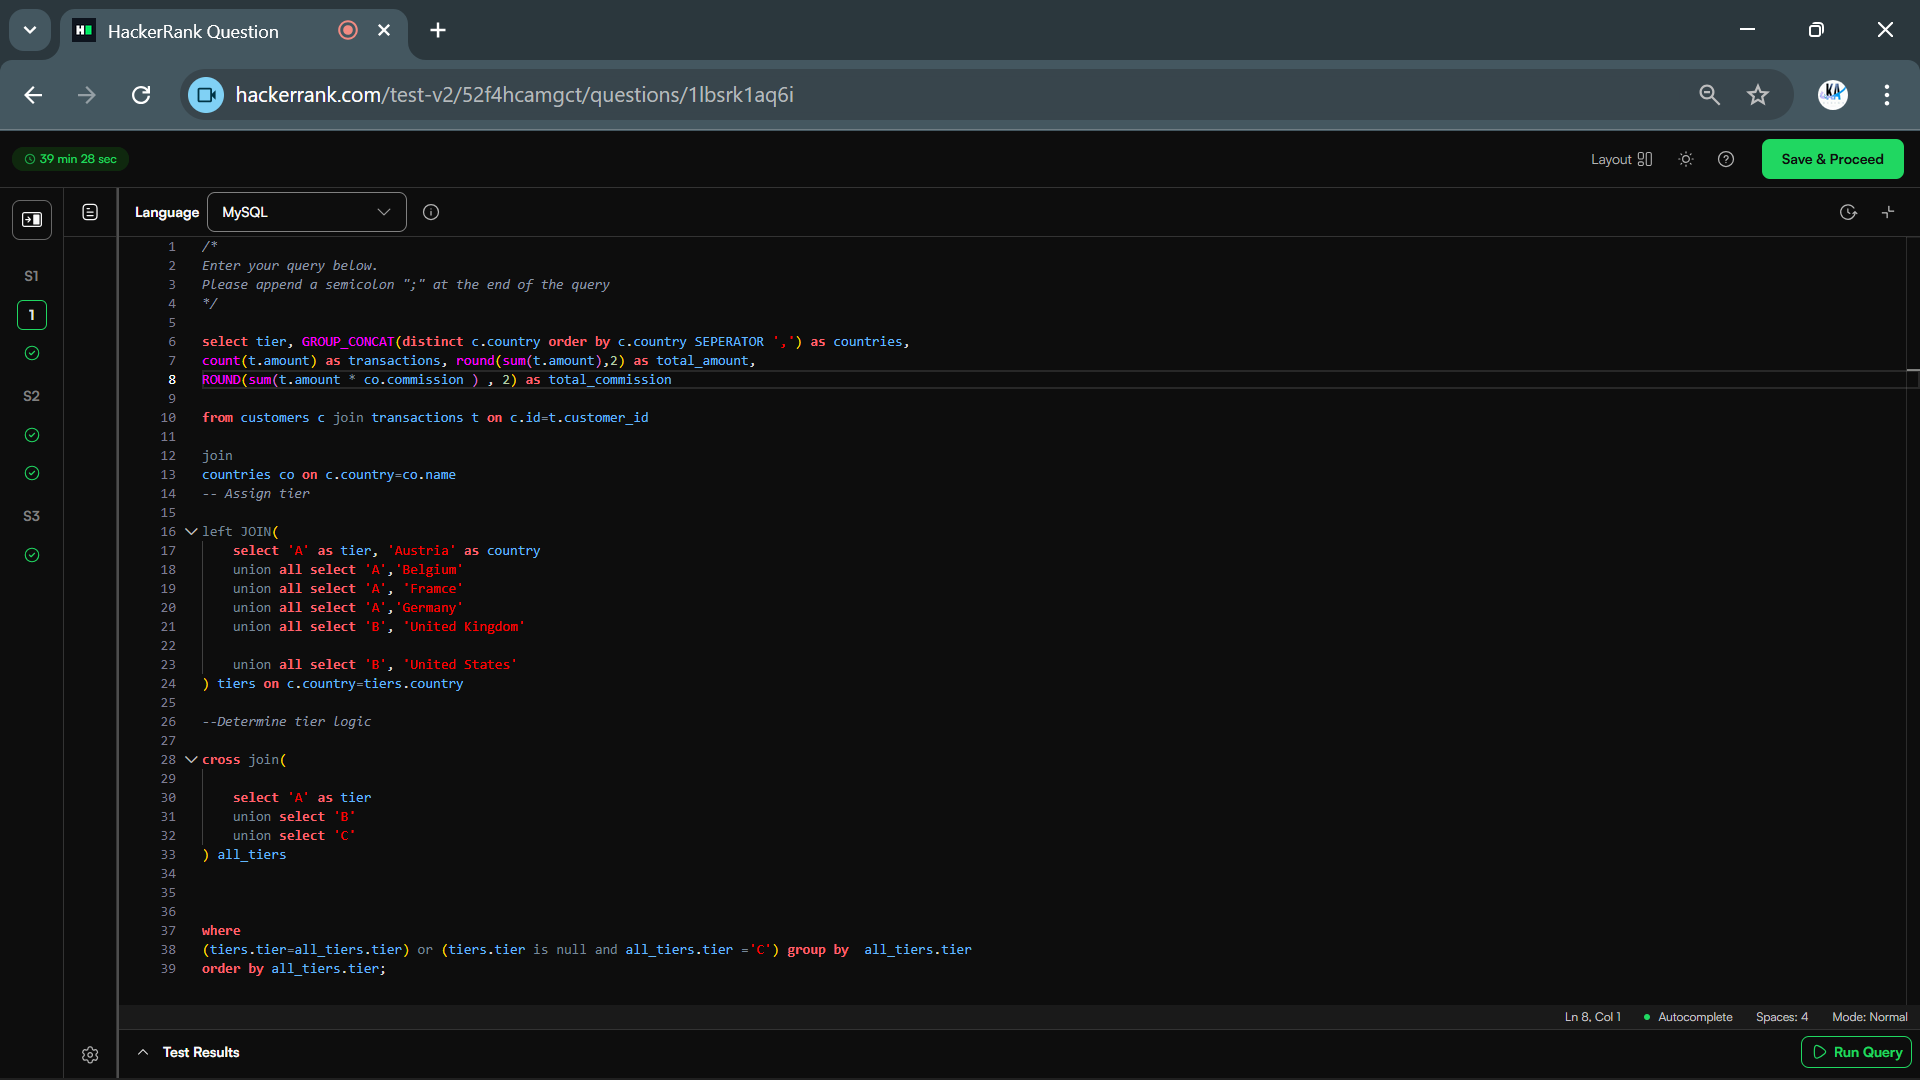 HackerRank Question
hackerrank.com/test-v2/52f4hcamgct/questions/1lbsrk1aq6i
KA
39 min 28 sec
Layout
Save & Proceed
Language
MySQL
S1
1
S2
S3
1 /*
2 Enter your query below.
3 Please append a semicolon ";" at the end of the query
4 */
5
6 select tier, GROUP_CONCAT(distinct c.country order by c.country SEPERATOR ',') as countries,
7 count(t.amount) as transactions, round(sum(t.amount),2) as total_amount,
8 ROUND(sum(t.amount * co.commission ) , 2) as total_commission
9
10 from customers c join transactions t on c.id=t.customer_id
11
12 join
13 countries co on c.country=co.name
14 -- Assign tier
15
16 left JOIN(
17 select 'A' as tier, 'Austria' as country
18 union all select 'A','Belgium'
19 union all select 'A', 'Framce'
20 union all select 'A','Germany'
21 union all select 'B', 'United Kingdom'
22
23 union all select 'B', 'United States'
24 ) tiers on c.country=tiers.country
25
26 --Determine tier logic
27
28 cross join(
29
30 select 'A' as tier
31 union select 'B'
32 union select 'C'
33 ) all_tiers
34
35
36
37 where
38 (tiers.tier=all_tiers.tier) or (tiers.tier is null and all_tiers.tier ='C') group by  all_tiers.tier
39 order by all_tiers.tier;
Ln 8, Col 1
Autocomplete
Spaces: 4
Mode: Normal
Test Results
Run Query